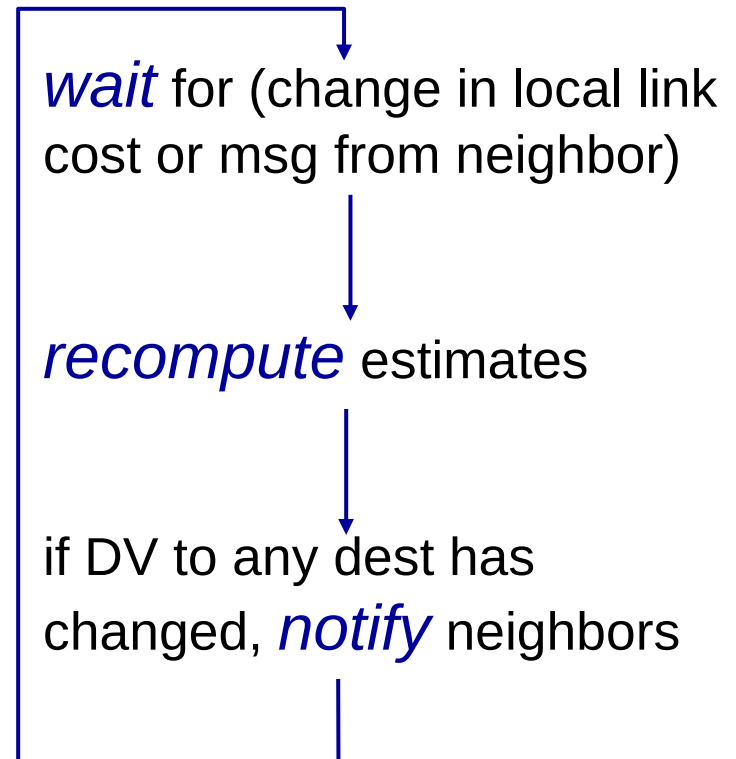 wait for (change in local link
cost or msg from neighbor)
recompute estimates
if DV to any dest has
changed, notify neighbors